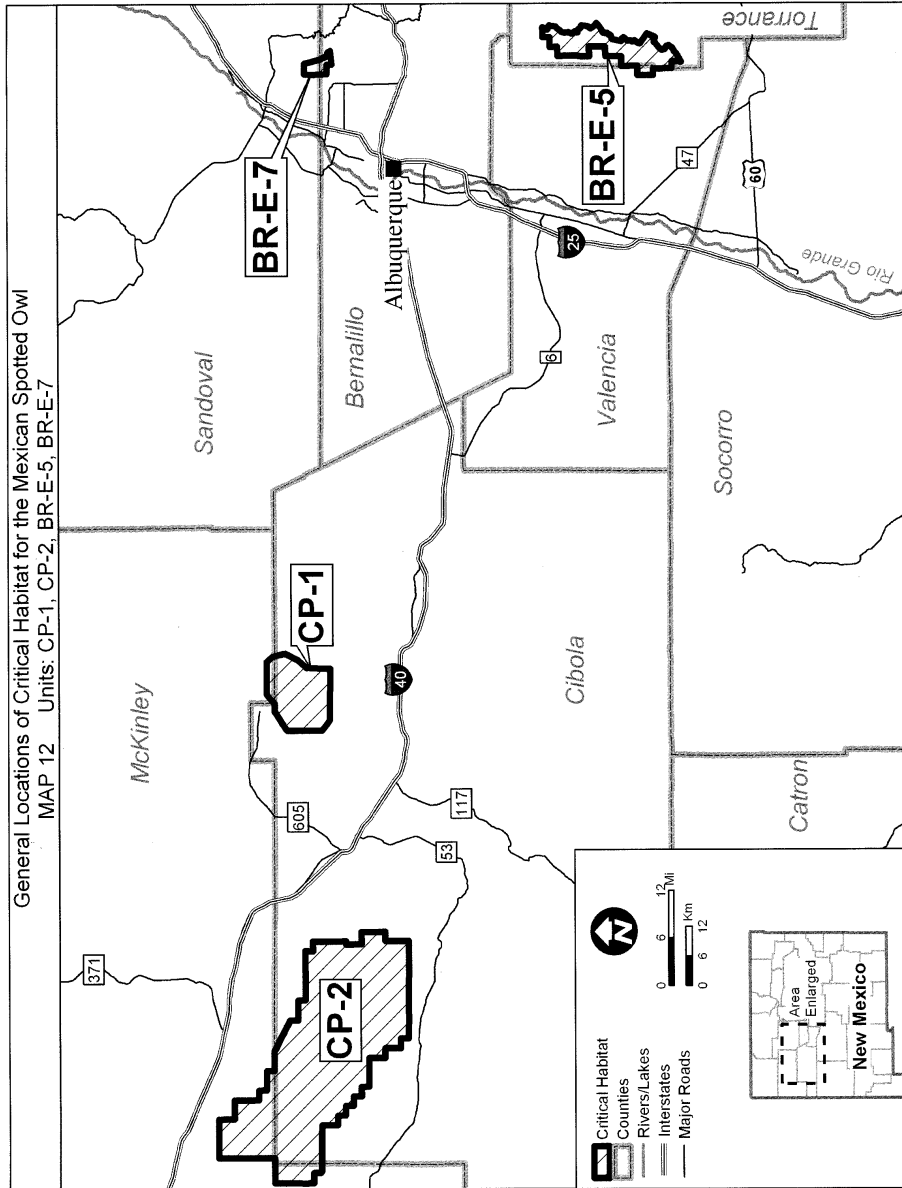 General Locations of Critical Habitat for the Mexican Spotted Owl
MAP 12 Units: CP-1, CP-2, BR-E-5, BR-E-7
371
McKinley
Sandoval
BR-E-7
605
CP-1
Bernalillo
Albuquerque
CP-2
40
53
117
Cibola
6
Valencia
25
BR-E-5
47
60
Torrance
Catron
Socorro
Rio Grande
Critical Habitat
Counties
Rivers/Lakes
Interstates
Major Roads
N
0 6 12
Mi
Km
0 6 12
Area
Enlarged
New Mexico